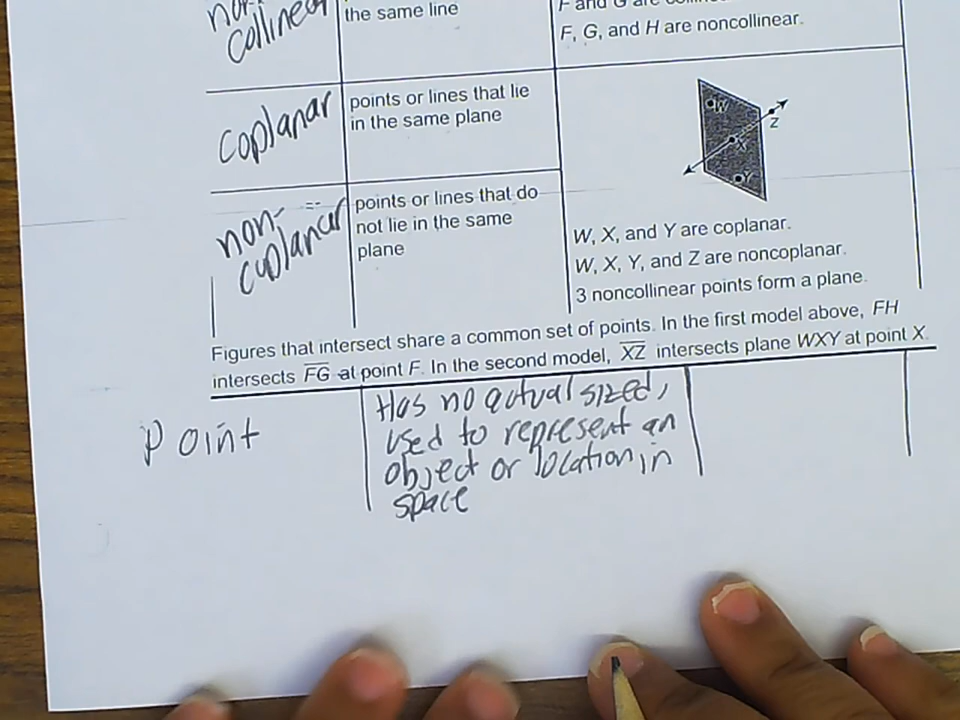 non-
collinear
the same line
F, G, and H are noncollinear.
coplanar
points or lines that lie
in the same plane
W
X
Y
Z
non-
coplanar
points or lines that do
not lie in the same
plane
W, X, and Y are coplanar.
W, X, Y, and Z are noncoplanar.
3 noncollinear points form a plane.
Figures that intersect share a common set of points. In the first model above, FH
intersects FG at point F. In the second model, XZ intersects plane WXY at point X.
Point
Has no actual sized,
used to represent an
object or location in
space